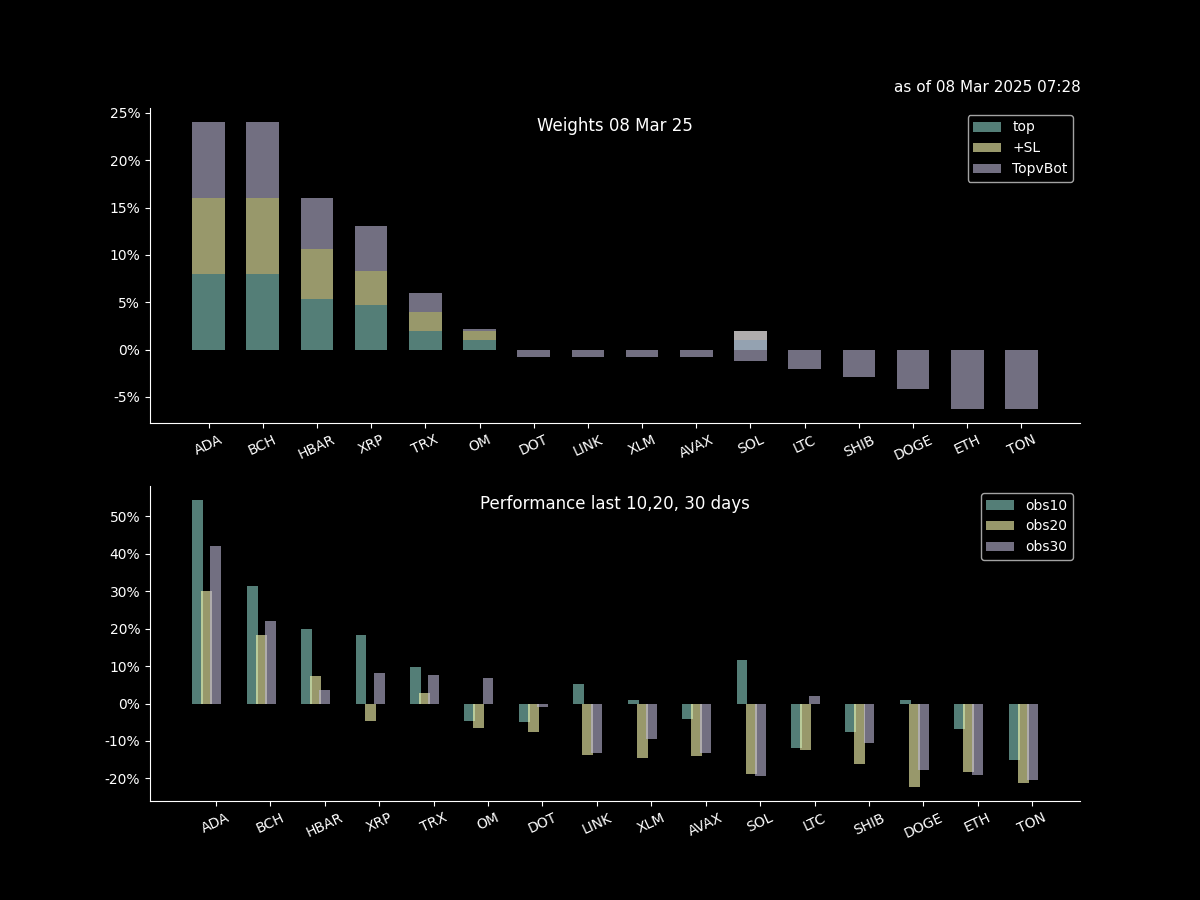 as of 08 Mar 2025 07:28
Weights 08 Mar 25
top
+SL
TopvBot
25%
20%
15%
10%
5%
0%
-5%
ADA BCH HBAR XRP TRX OM DOT LINK XLM AVAX SOL LTC SHIB DOGE ETH TON
Performance last 10,20, 30 days
obs10
obs20
obs30
50%
40%
30%
20%
10%
0%
-10%
-20%
ADA BCH HBAR XRP TRX OM DOT LINK XLM AVAX SOL LTC SHIB DOGE ETH TON